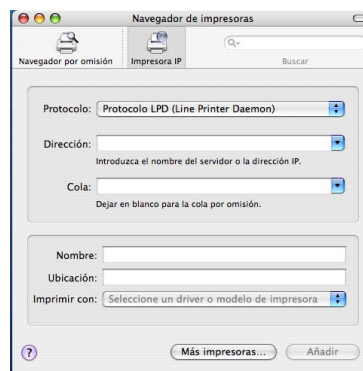 Navegador de impresoras
Navegador por omisión
Impresora IP
Buscar
Protocolo: Protocolo LPD (Line Printer Daemon)
Dirección:
Introduzca el nombre del servidor o la dirección IP.
Cola:
Dejar en blanco para la cola por omisión.
Nombre:
Ubicación:
Imprimir con: Seleccione un driver o modelo de impresora
? Más impresoras... Añadir